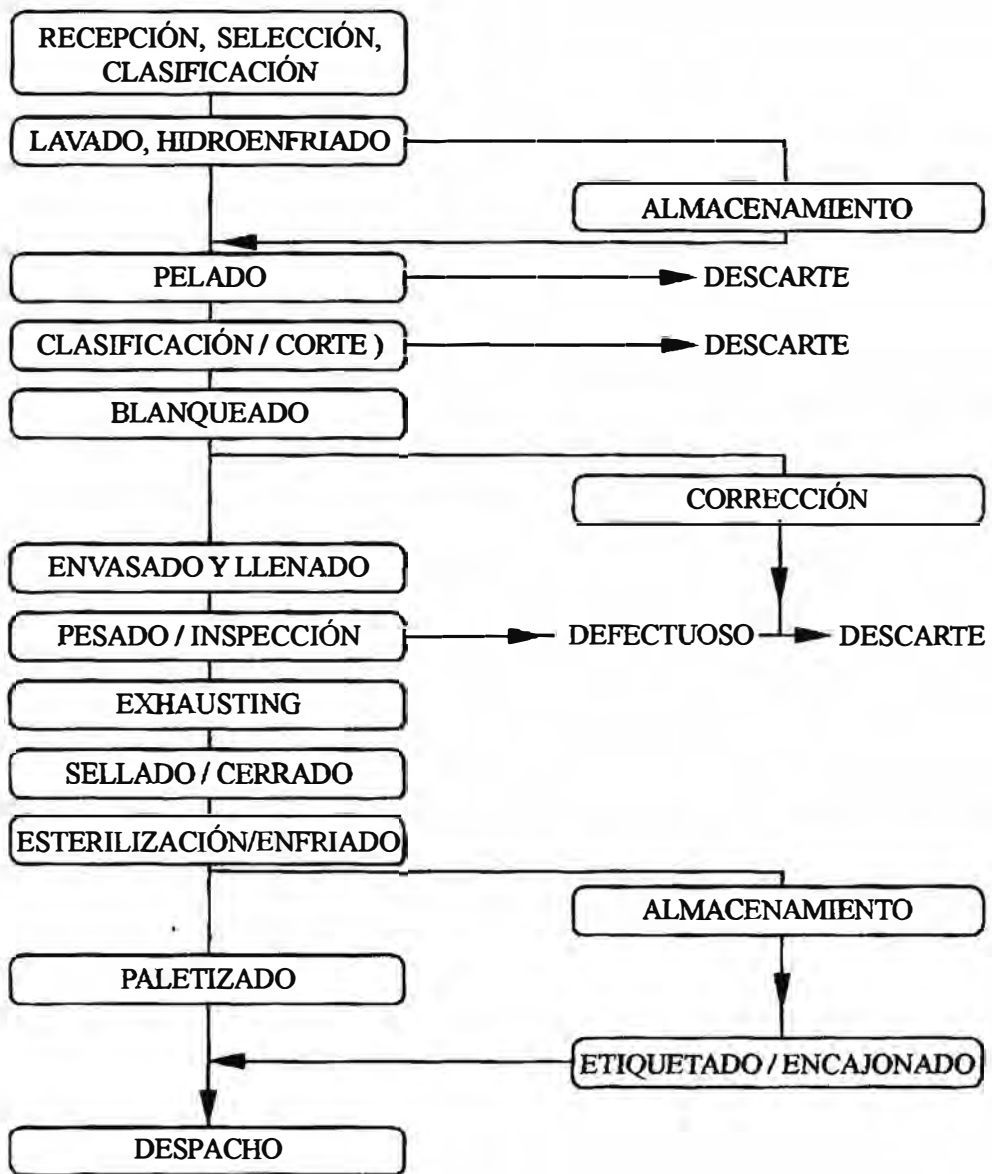 RECEPCIÓN, SELECCIÓN,
CLASIFICACIÓN
LAVADO, HIDROENFRIADO
ALMACENAMIENTO
PELADO
DESCARTE
CLASIFICACIÓN / CORTE )
DESCARTE
BLANQUEADO
CORRECCIÓN
ENVASADO Y LLENADO
PESADO / INSPECCIÓN
DEFECTUOSO
DESCARTE
EXHAUSTING
SELLADO / CERRADO
ESTERILIZACIÓN/ENFRIADO
ALMACENAMIENTO
PALETIZADO
ETIQUETADO / ENCAJONADO
DESPACHO